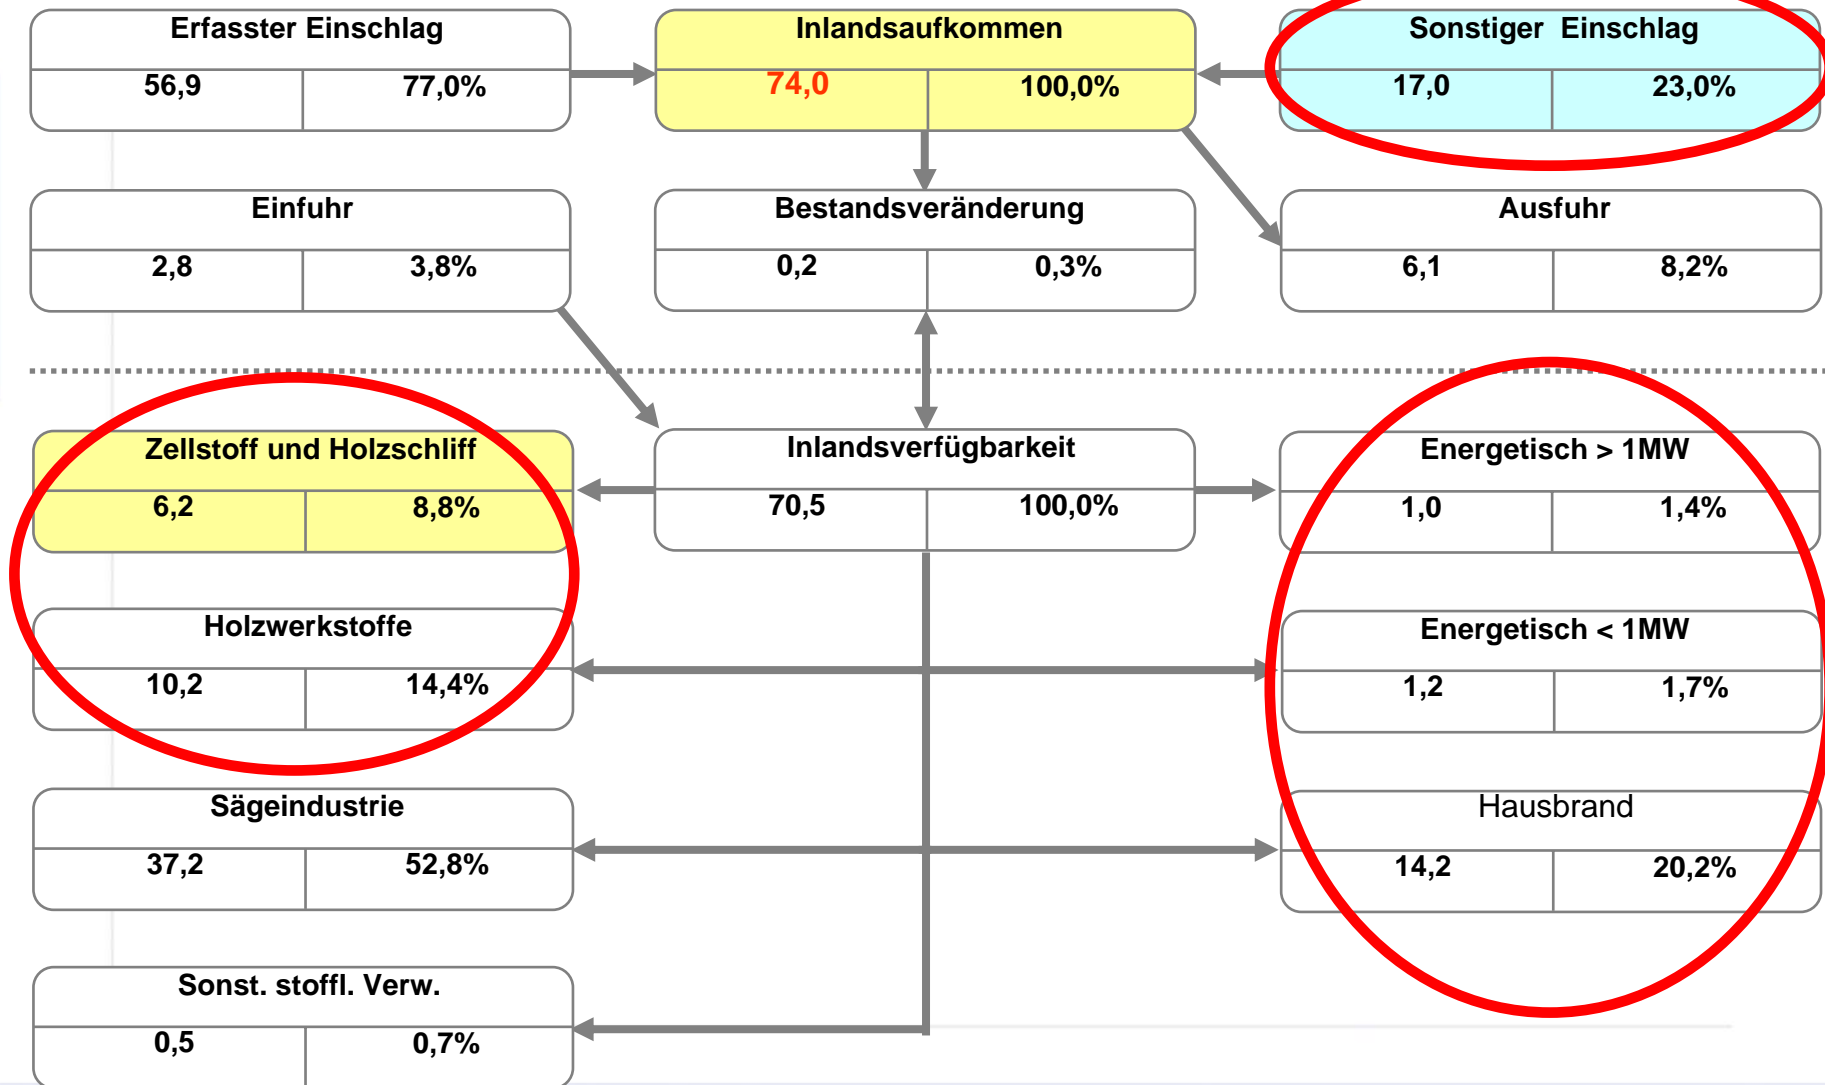 Erfasster Einschlag
56,9 77,0%
Inlandsaufkommen
74,0 100,0%
Sonstiger Einschlag
17,0 23,0%
Einfuhr
2,8 3,8%
Bestandsveränderung
0,2 0,3%
Ausfuhr
6,1 8,2%
Zellstoff und Holzschliff
6,2 8,8%
Inlandsverfügbarkeit
70,5 100,0%
Energetisch > 1MW
1,0 1,4%
Holzwerkstoffe
10,2 14,4%
Energetisch < 1MW
1,2 1,7%
Sägeindustrie
37,2 52,8%
Hausbrand
14,2 20,2%
Sonst. stoffl. Verw.
0,5 0,7%